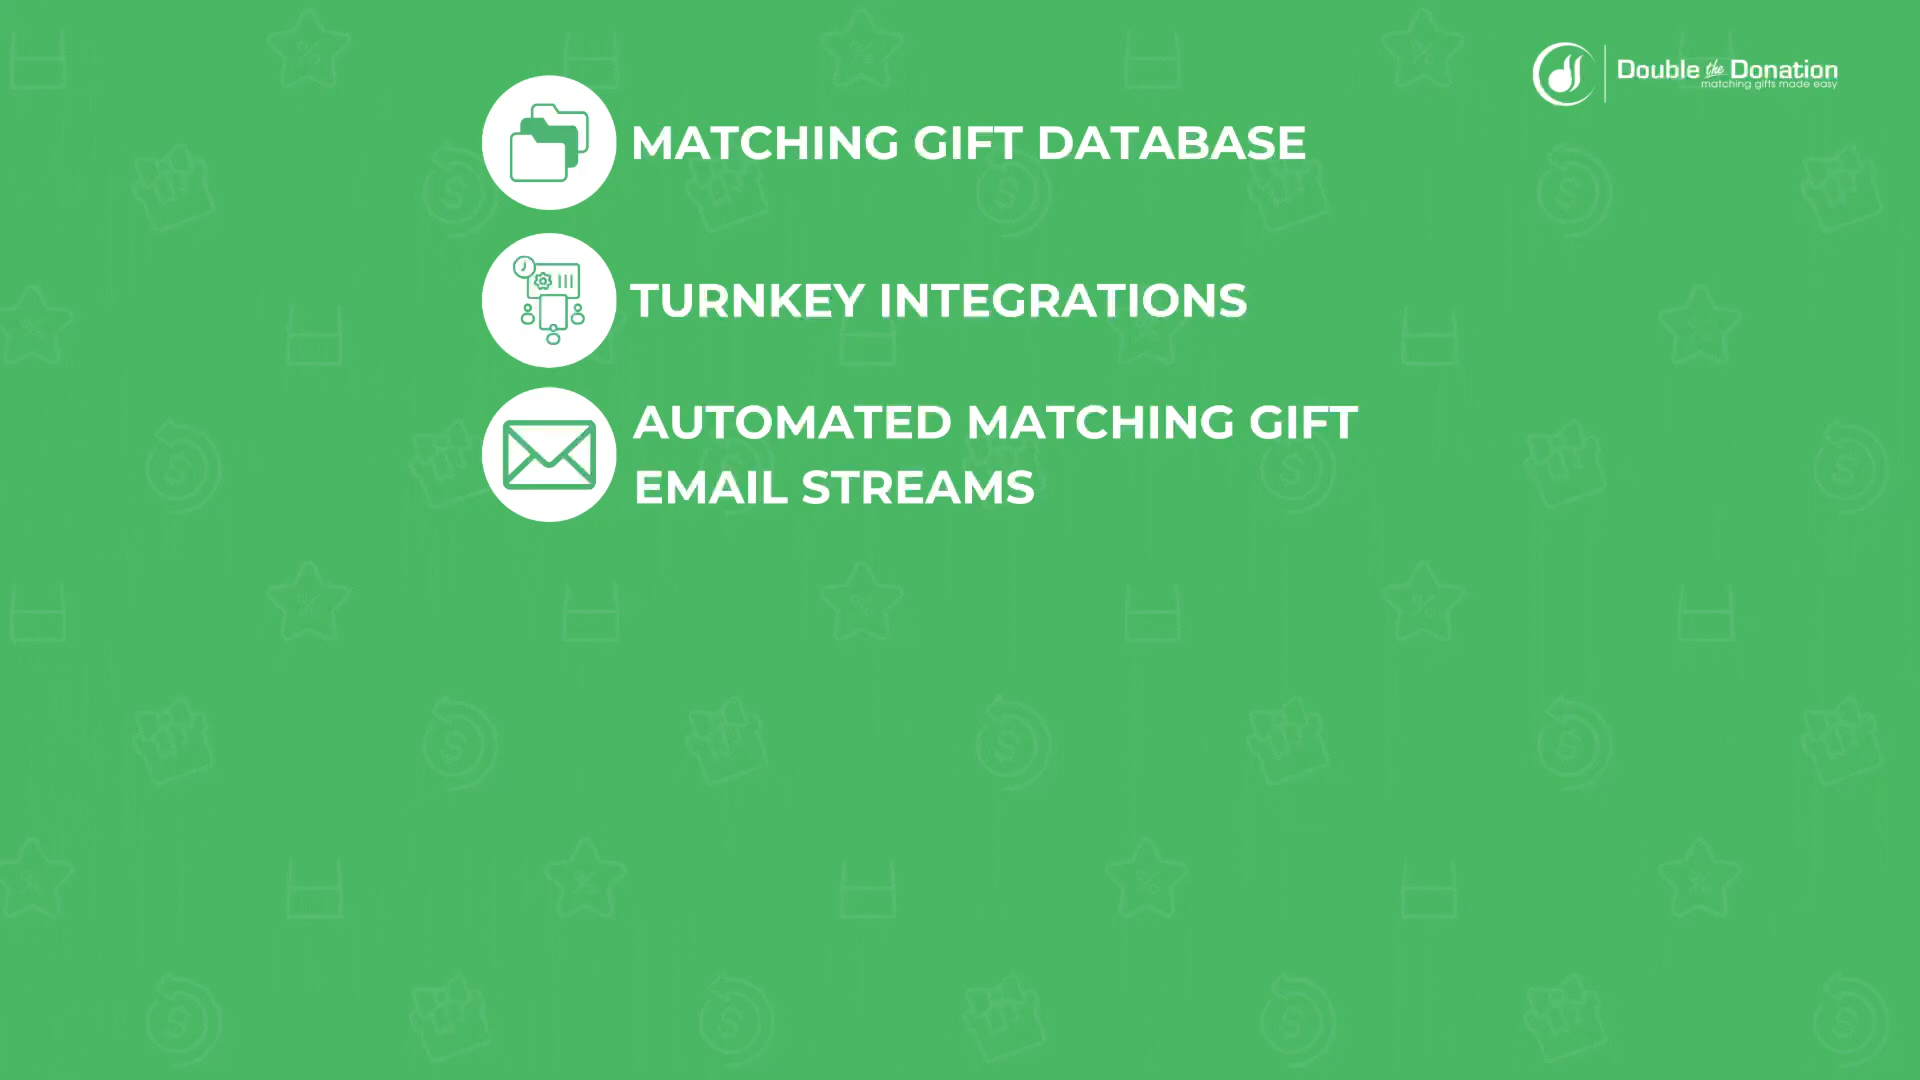 Double the Donation
matching gifts made easy
MATCHING GIFT DATABASE
TURNKEY INTEGRATIONS
AUTOMATED MATCHING GIFT
EMAIL STREAMS